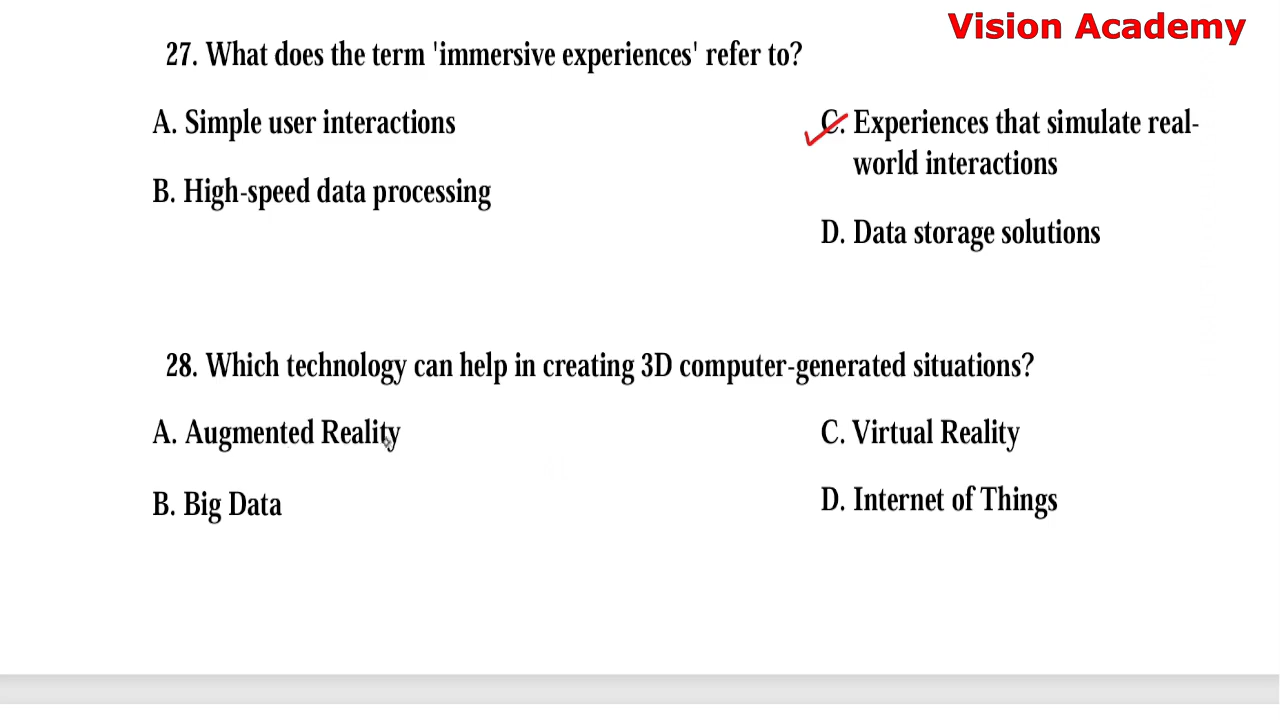 Vision Academy
27. What does the term 'immersive experiences' refer to?
A. Simple user interactions
B. High-speed data processing
C. Experiences that simulate real-
world interactions
D. Data storage solutions
28. Which technology can help in creating 3D computer-generated situations?
A. Augmented Reality
B. Big Data
C. Virtual Reality
D. Internet of Things